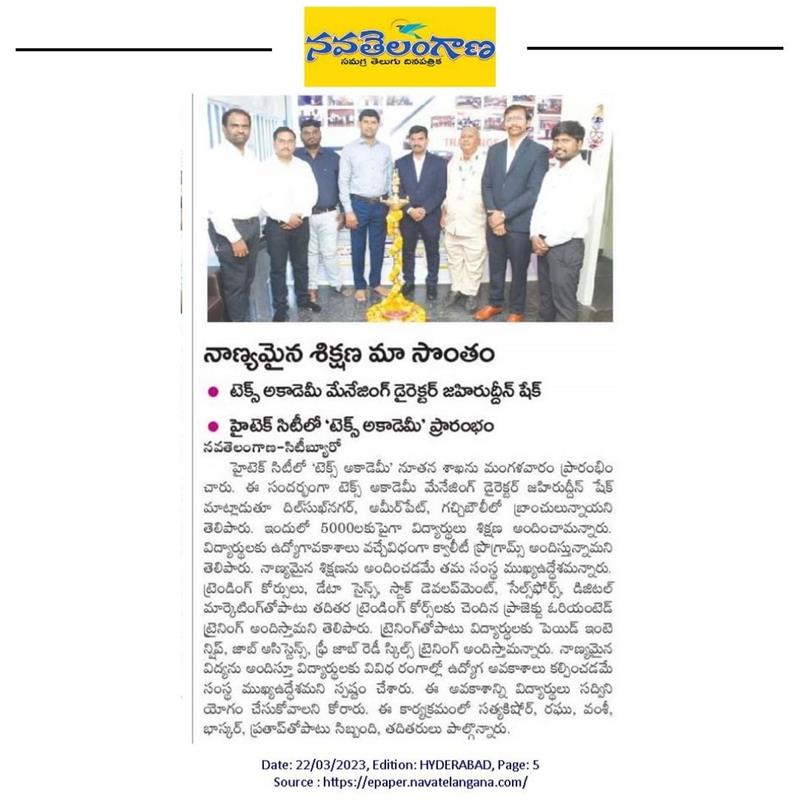 నవతెలంగాణ
సమగ్ర తెలుగు దినపత్రిక
నాణ్యమైన శిక్షణ మా సొంతం
● టెక్స్ అకాడెమీ మేనేజింగ్ డైరెక్టర్ జహిరుద్దీన్ షేక్
● హైటెక్ సిటీలో ‘టెక్స్ అకాడెమీ’ ప్రారంభం
నవతెలంగాణ-సిటీబ్యూరో
హైటెక్ సిటీలో ‘టెక్స్ అకాడెమీ’ నూతన శాఖను మంగళవారం ప్రారంభిం
చారు. ఈ సందర్భంగా టెక్స్ అకాడెమీ మేనేజింగ్ డైరెక్టర్ జహిరుద్దీన్ షేక్
మాట్లాడుతూ దిల్‌సుఖ్‌నగర్, అమీర్‌పేట్, గచ్చిబౌలీలో బ్రాంచులున్నాయని
తెలిపారు. ఇందులో 5000లకుపైగా విద్యార్థులు శిక్షణ అందించామన్నారు.
విద్యార్థులకు ఉద్యోగావకాశాలు వచ్చేవిధంగా క్వాలీటీ ప్రోగ్రామ్స్ అందిస్తున్నామని
తెలిపారు. నాణ్యమైన శిక్షణను అందించడమే తమ సంస్థ ముఖ్యఉద్దేశమన్నారు.
ట్రెండింగ్ కోర్సులు, డేటా సైన్స్, స్టాక్ డెవలప్‌మెంట్, సేల్స్‌ఫోర్స్, డిజిటల్
మార్కెటింగ్‌తోపాటు తదితర ట్రెండింగ్ కోర్స్‌లకు చెందిన ప్రాజెక్టు ఓరియంటెడ్
ట్రైనింగ్ అందిస్తామని తెలిపారు. ట్రైనింగ్‌తోపాటు విద్యార్థులకు పెయిడ్ ఇంటె
న్షిప్, జాబ్ అసిస్టెన్స్, ఫ్రీ జాబ్ రెడీ స్కిల్స్ ట్రైనింగ్ అందిస్తామన్నారు. నాణ్యమైన
విద్యను అందిస్తూ విద్యార్థులకు వివిధ రంగాల్లో ఉద్యోగ అవకాశాలు కల్పించడమే
సంస్థ ముఖ్యఉద్దేశమని స్పష్టం చేశారు. ఈ అవకాశాన్ని విద్యార్థులు సద్విని
యోగం చేసుకోవాలని కోరారు. ఈ కార్యక్రమంలో సత్యకిషోర్, రఘు, వంశీ,
భాస్కర్, ప్రతాప్‌తోపాటు సిబ్బంది, తదితరులు పాల్గొన్నారు.
Date: 22/03/2023, Edition: HYDERABAD, Page: 5
Source : https://epaper.navatelangana.com/